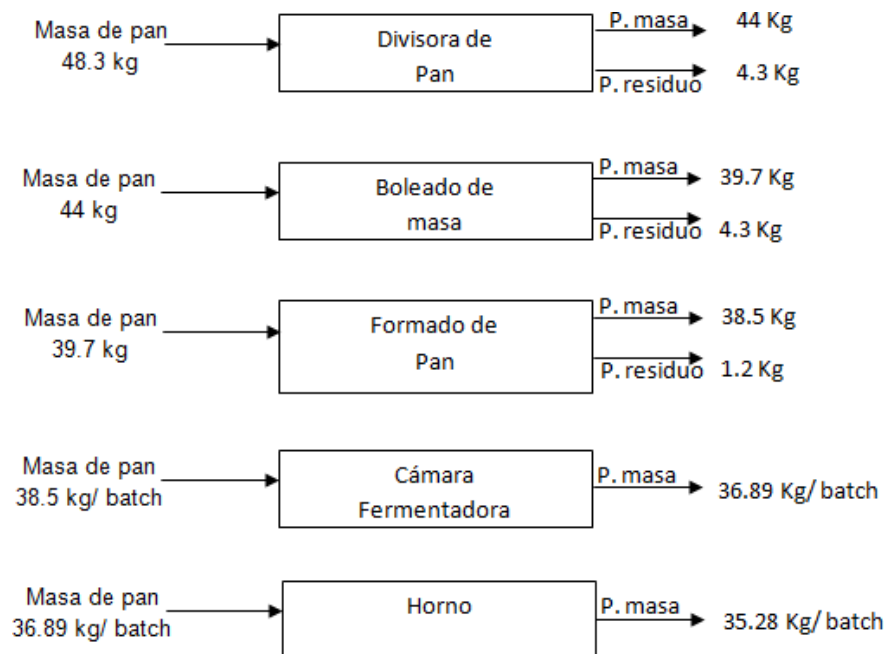 Masa de pan
48.3 kg
Divisora de
Pan
P. masa
44 Kg
P. residuo
4.3 Kg
Masa de pan
44 kg
Boleado de
masa
P. masa
39.7 Kg
P. residuo
4.3 Kg
Masa de pan
39.7 kg
Formado de
Pan
P. masa
38.5 Kg
P. residuo
1.2 Kg
Masa de pan
38.5 kg/ batch
Cámara
Fermentadora
P. masa
36.89 Kg/ batch
Masa de pan
36.89 kg/ batch
Horno
P. masa
35.28 Kg/ batch